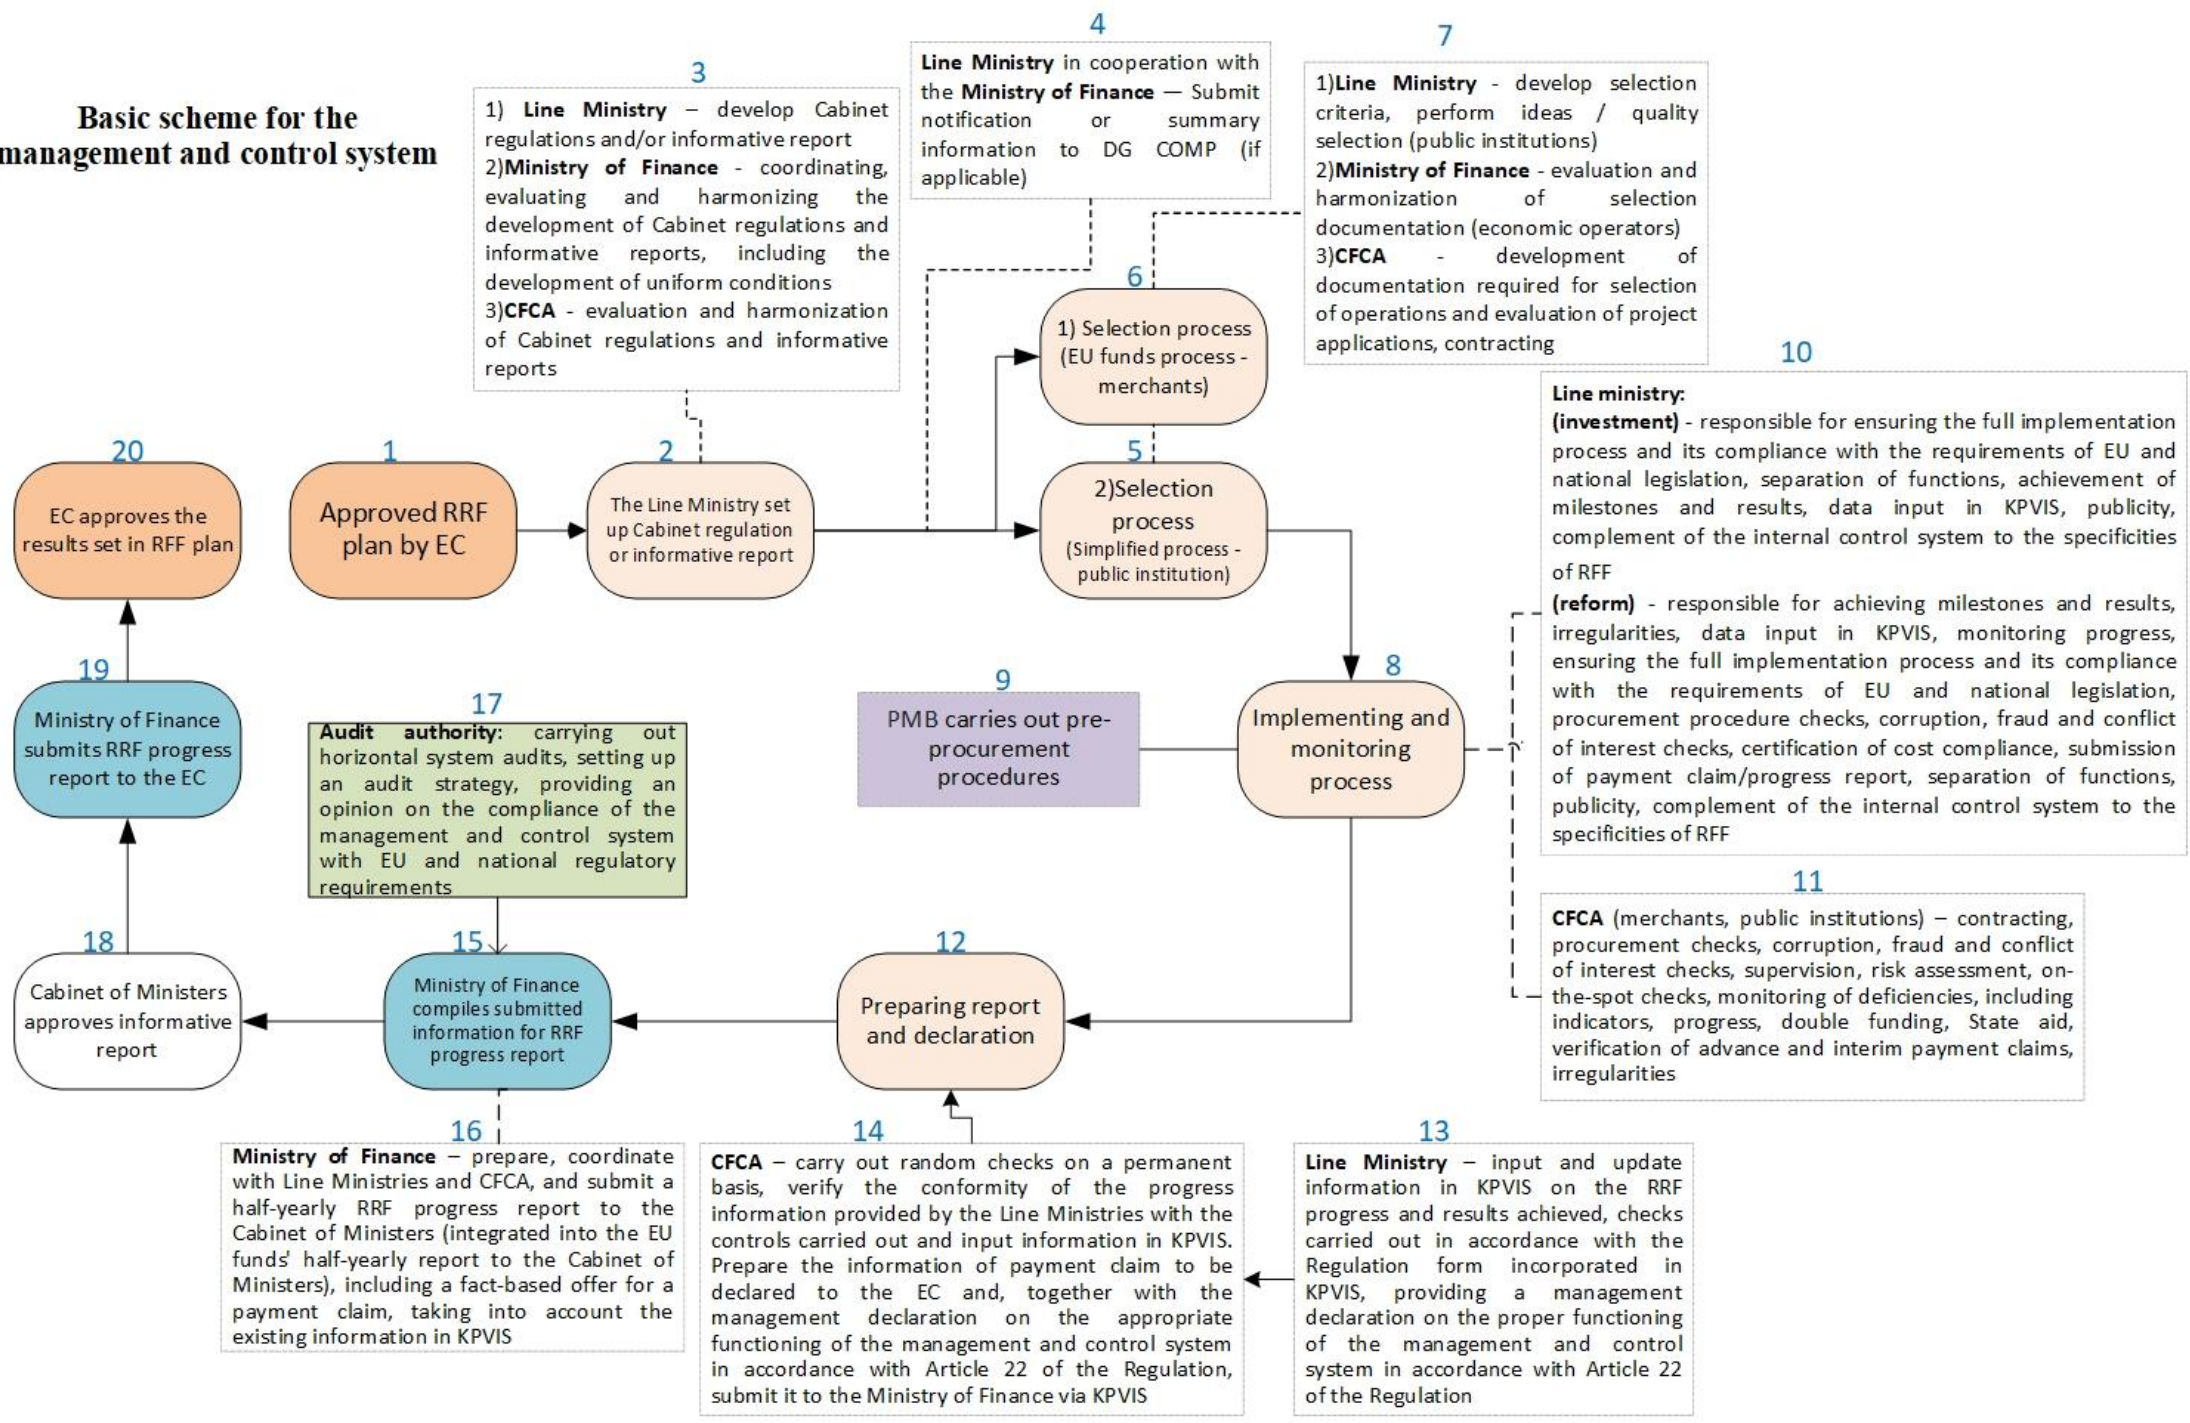 Basic scheme for the
management and control system
3
1) Line Ministry – develop Cabinet
regulations and/or informative report
2)Ministry of Finance - coordinating,
evaluating and harmonizing the
development of Cabinet regulations and
informative reports, including the
development of uniform conditions
3)CFCA - evaluation and harmonization
of Cabinet regulations and informative
reports
4
Line Ministry in cooperation with
the Ministry of Finance — Submit
notification or summary
information to DG COMP (if
applicable)
7
1)Line Ministry - develop selection
criteria, perform ideas / quality
selection (public institutions)
2)Ministry of Finance - evaluation and
harmonization of selection
documentation (economic operators)
3)CFCA - development of
documentation required for selection
of operations and evaluation of project
applications, contracting
6
1) Selection process
(EU funds process -
merchants)
20
EC approves the
results set in RFF plan
1
Approved RRF
plan by EC
2
The Line Ministry set
up Cabinet regulation
or informative report
5
2)Selection
process
(Simplified process -
public institution)
10
Line ministry:
(investment) - responsible for ensuring the full implementation
process and its compliance with the requirements of EU and
national legislation, separation of functions, achievement of
milestones and results, data input in KPVIS, publicity,
complement of the internal control system to the specificities
of RFF
(reform) - responsible for achieving milestones and results,
irregularities, data input in KPVIS, monitoring progress,
ensuring the full implementation process and its compliance
with the requirements of EU and national legislation,
procurement procedure checks, corruption, fraud and conflict
of interest checks, certification of cost compliance, submission
of payment claim/progress report, separation of functions,
publicity, complement of the internal control system to the
specificities of RFF
19
Ministry of Finance
submits RRF progress
report to the EC
17
Audit authority: carrying out
horizontal system audits, setting up
an audit strategy, providing an
opinion on the compliance of the
management and control system
with EU and national regulatory
requirements
9
PMB carries out pre-
procurement
procedures
8
Implementing and
monitoring
process
11
CFCA (merchants, public institutions) – contracting,
procurement checks, corruption, fraud and conflict
of interest checks, supervision, risk assessment, on-
the-spot checks, monitoring of deficiencies, including
indicators, progress, double funding, State aid,
verification of advance and interim payment claims,
irregularities
18
Cabinet of Ministers
approves informative
report
15
Ministry of Finance
compiles submitted
information for RRF
progress report
12
Preparing report
and declaration
16
Ministry of Finance – prepare, coordinate
with Line Ministries and CFCA, and submit a
half-yearly RRF progress report to the
Cabinet of Ministers (integrated into the EU
funds' half-yearly report to the Cabinet of
Ministers), including a fact-based offer for a
payment claim, taking into account the
existing information in KPVIS
14
CFCA – carry out random checks on a permanent
basis, verify the conformity of the progress
information provided by the Line Ministries with the
controls carried out and input information in KPVIS.
Prepare the information of payment claim to be
declared to the EC and, together with the
management declaration on the appropriate
functioning of the management and control system
in accordance with Article 22 of the Regulation,
submit it to the Ministry of Finance via KPVIS
13
Line Ministry – input and update
information in KPVIS on the RRF
progress and results achieved, checks
carried out in accordance with the
Regulation form incorporated in
KPVIS, providing a management
declaration on the proper functioning
of the management and control
system in accordance with Article 22
of the Regulation